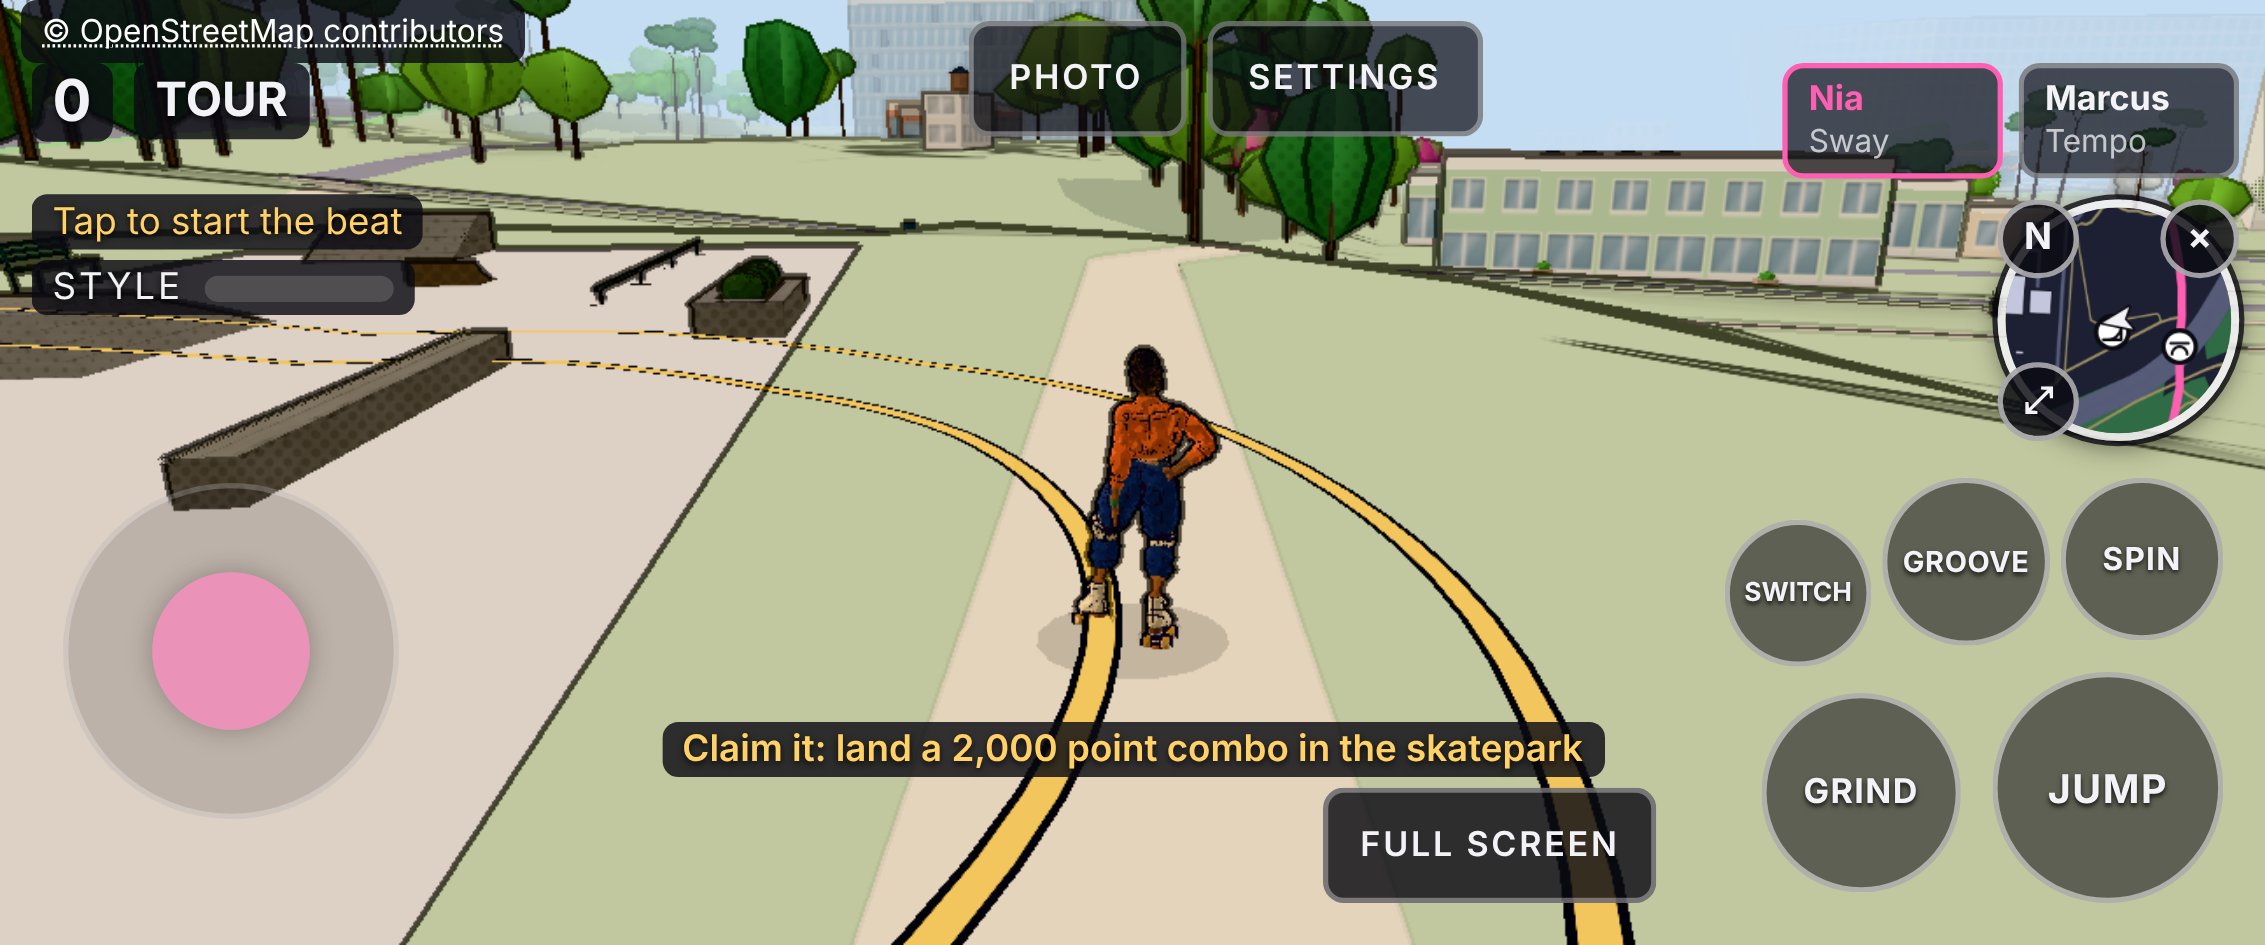 © OpenStreetMap contributors
0 TOUR
PHOTO
SETTINGS
Nia
Sway
Marcus
Tempo
Tap to start the beat
STYLE
N
×
SWITCH
GROOVE
SPIN
GRIND
JUMP
Claim it: land a 2,000 point combo in the skatepark
FULL SCREEN